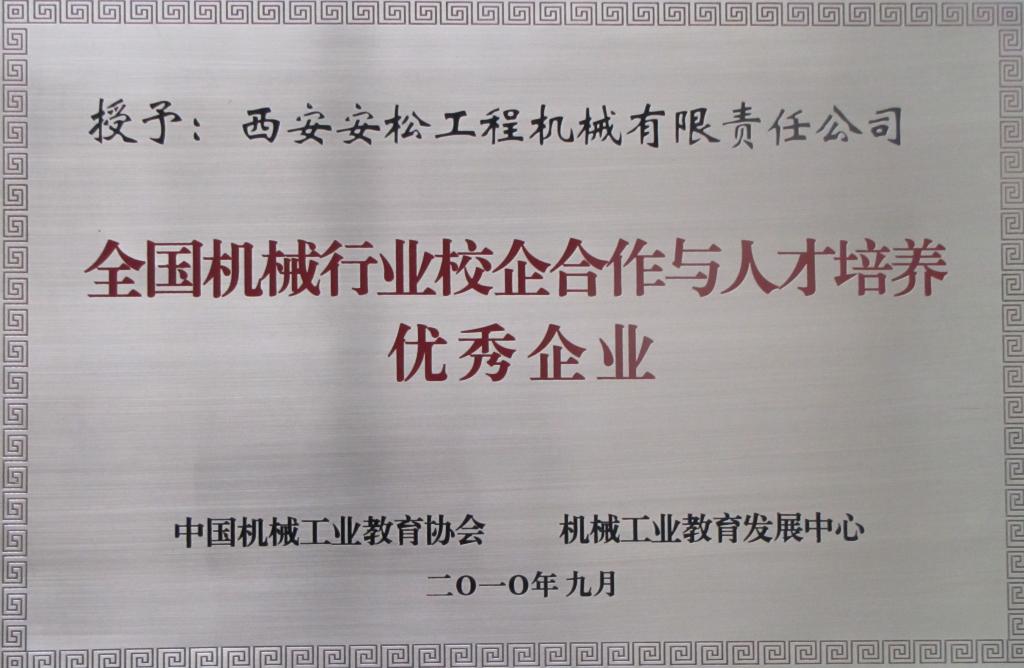 授予：西安安松工程机械有限责任公司
全国机械行业校企合作与人才培养
优秀企业
中国机械工业教育协会 机械工业教育发展中心
二O一O年九月